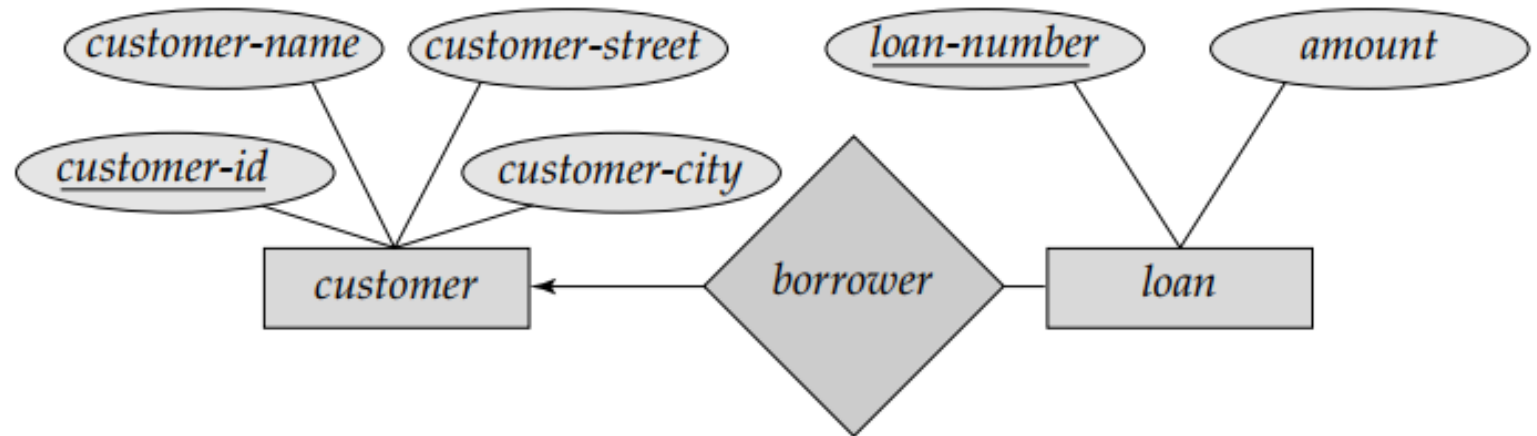 customer-name
customer-street
loan-number
amount
customer-id
customer-city
customer
borrower
loan